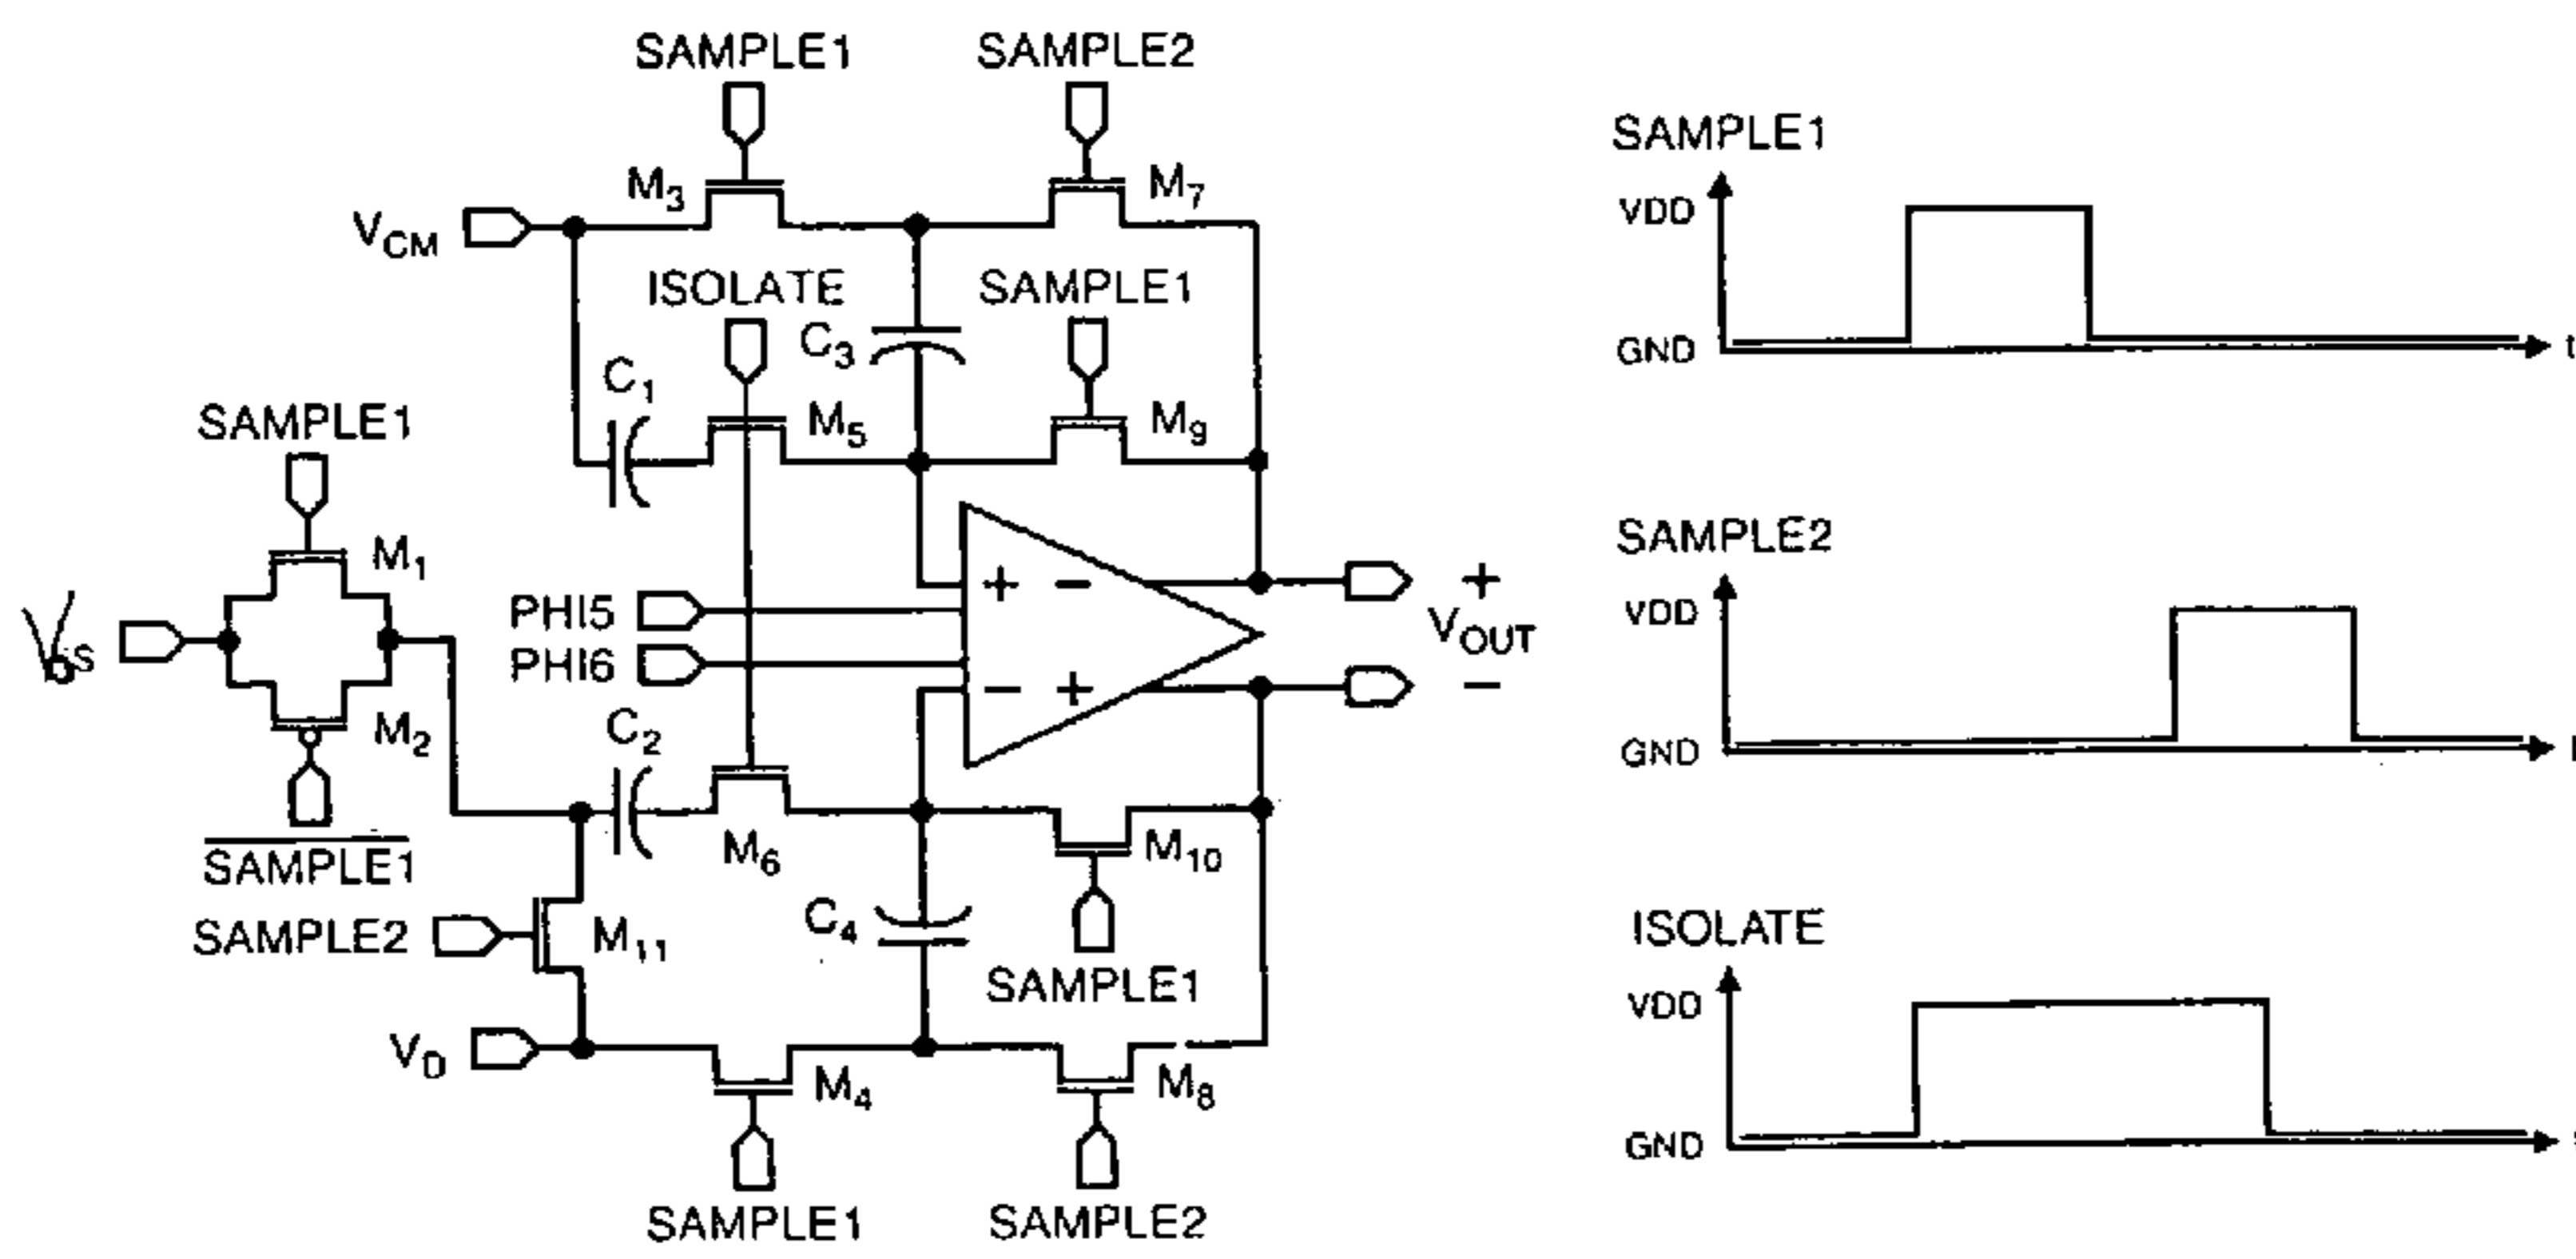 SAMPLE1
SAMPLE2
M3
M7
VCM
ISOLATE
SAMPLE1
C3
C1
M5
M9
SAMPLE1
M1
PHI5
PHI6
+ -
- +
+
VOUT
-
M2
SAMPLE1
C2
M6
M10
SAMPLE2
M11
C4
SAMPLE1
VD
M4
M8
SAMPLE1
SAMPLE2
SAMPLE1
VDD
GND
t
SAMPLE2
VDD
GND
ISOLATE
VDD
GND